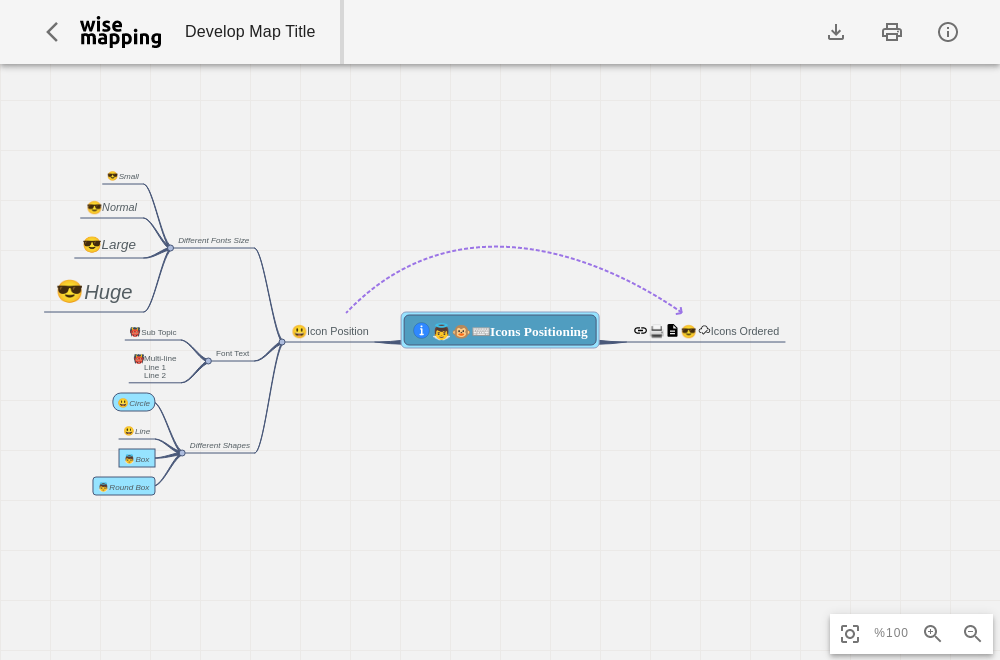 wise
mapping
Develop Map Title
Small
Normal
Large
Huge
Different Fonts Size
Sub Topic
Multi-line
Line 1
Line 2
Font Text
Circle
Line
Box
Round Box
Different Shapes
Icon Position
Icons Positioning
Icons Ordered
%100